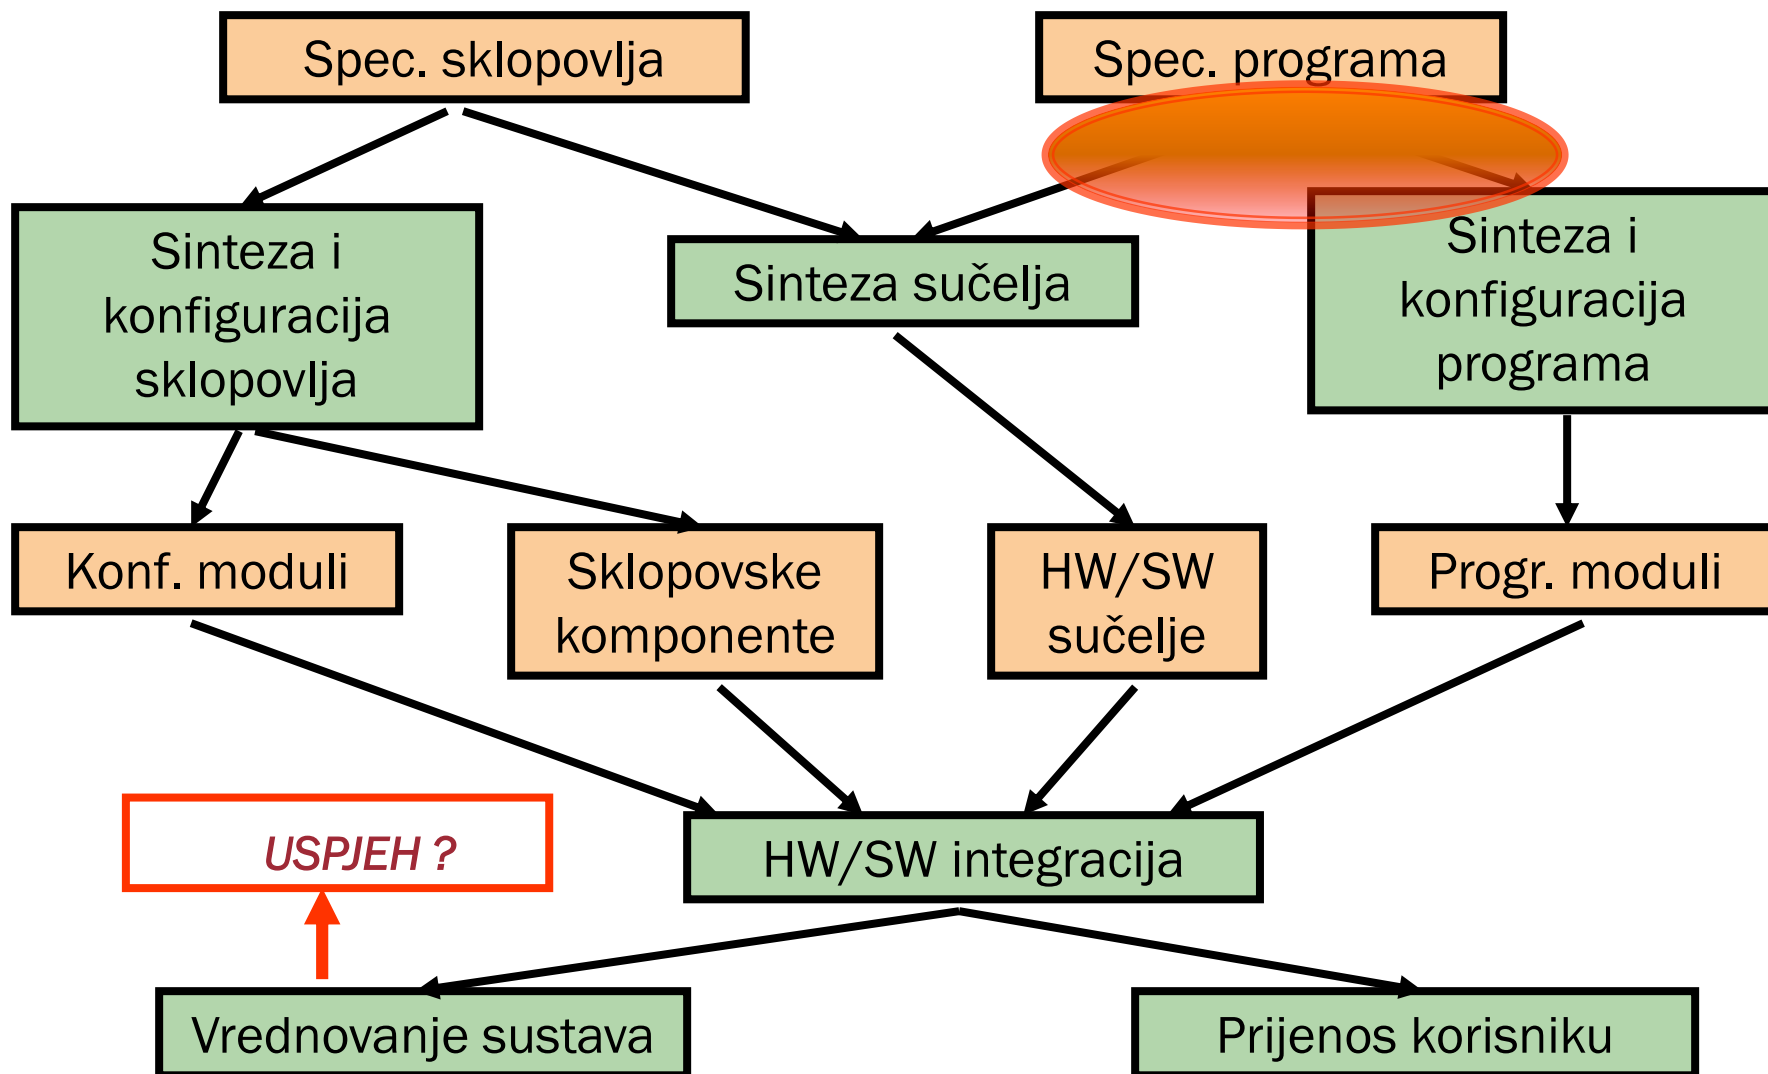 Spec. sklopovlja
Spec. programa
Sinteza i
konfiguracija
sklopovlja
Sinteza sučelja
Sinteza i
konfiguracija
programa
Konf. moduli
Sklopovske
komponente
HW/SW
sučelje
Progr. moduli
USPJEH ?
HW/SW integracija
Vrednovanje sustava
Prijenos korisniku